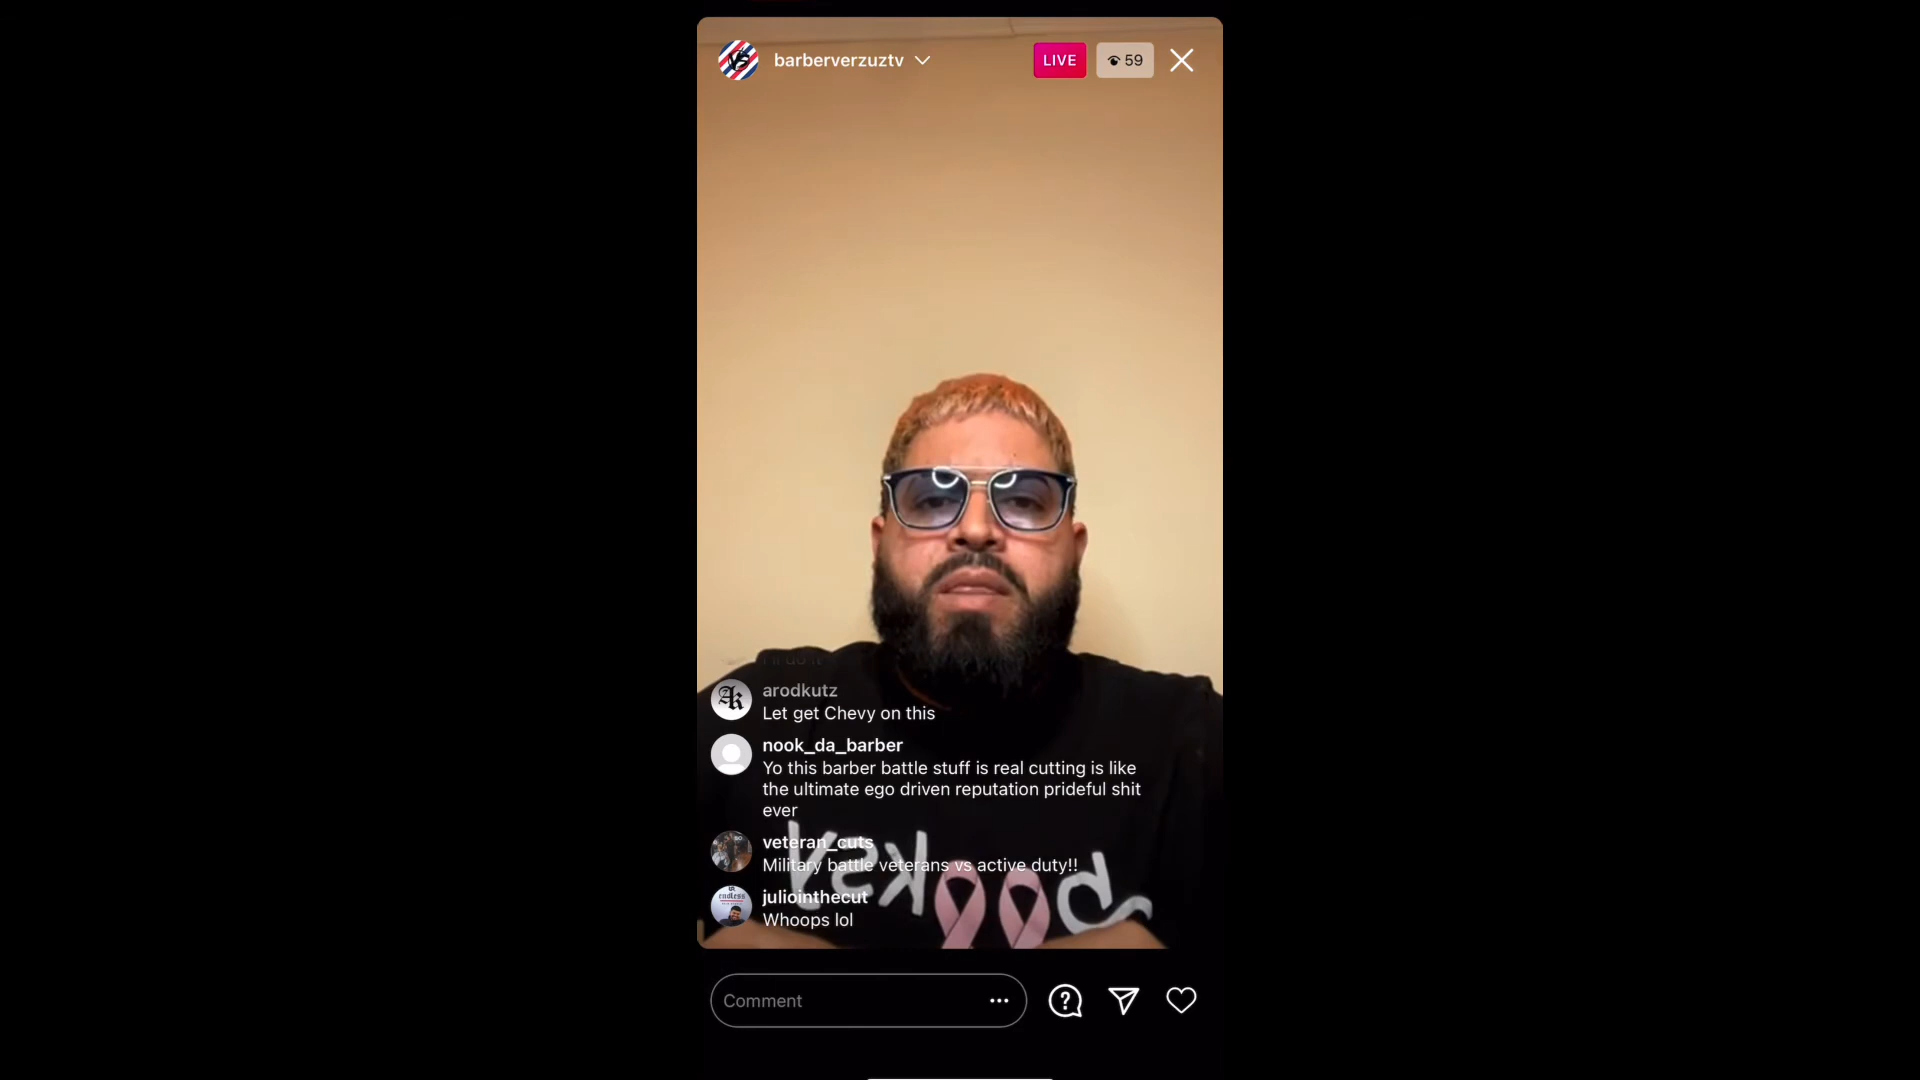 barberverzuztv
LIVE
59
arodkutz
Let get Chevy on this
nook_da_barber
Yo this barber battle stuff is real cutting is like
the ultimate ego driven reputation prideful shit
ever
veteran_cuts
Military battle veterans vs active duty!!
juliointhecut
Whoops lol
Comment